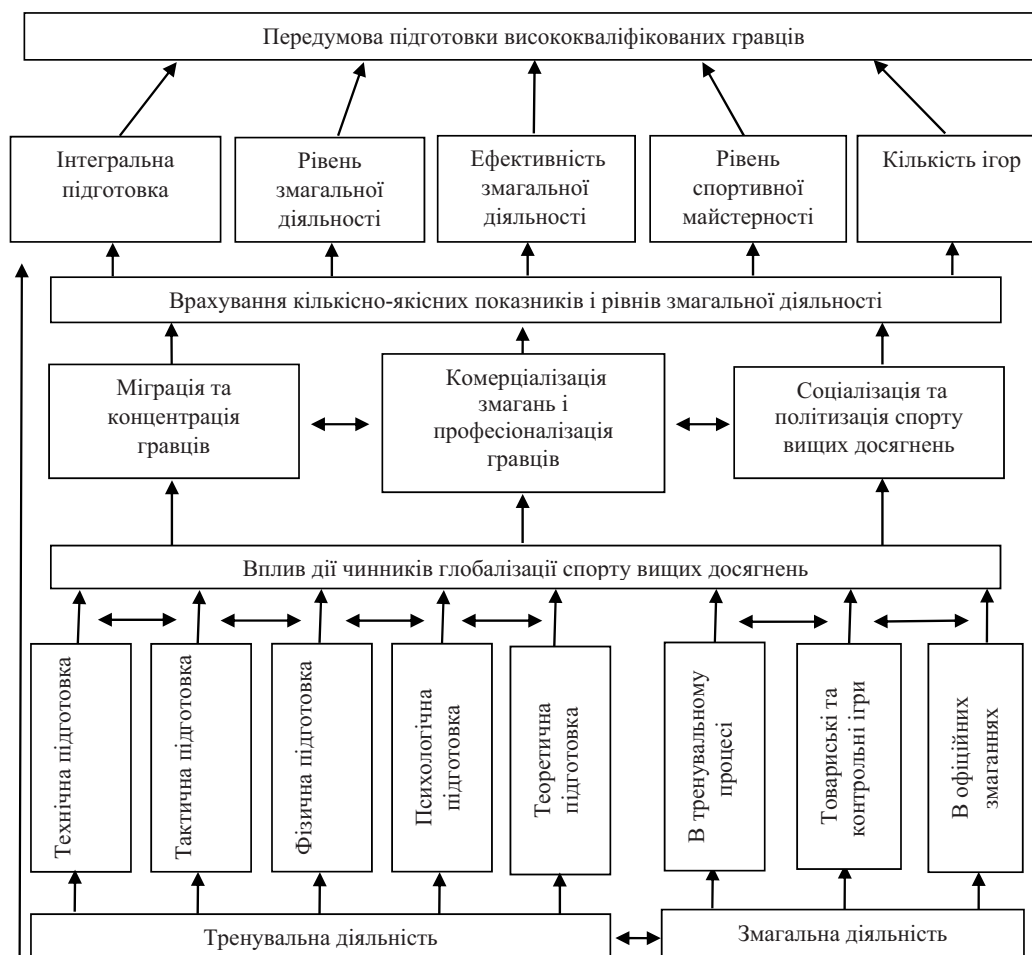 Передумова підготовки висококваліфікованих гравців
Інтегральна
підготовка
Рівень
змагальної
діяльності
Ефективність
змагальної
діяльності
Рівень
спортивної
майстерності
Кількість ігор
Врахування кількісно-якісних показників і рівнів змагальної діяльності
Міграція та
концентрація
гравців
Комерціалізація
змагань і
професіоналізація
гравців
Соціалізація та
політизація спорту
вищих досягнень
Вплив дії чинників глобалізації спорту вищих досягнень
Технічна підготовка
Тактична підготовка
Фізична підготовка
Психологічна
підготовка
Теоретична
підготовка
В тренувальному
процесі
Товариські та
контрольні ігри
В офіційних
змаганнях
Тренувальна діяльність
Змагальна діяльність